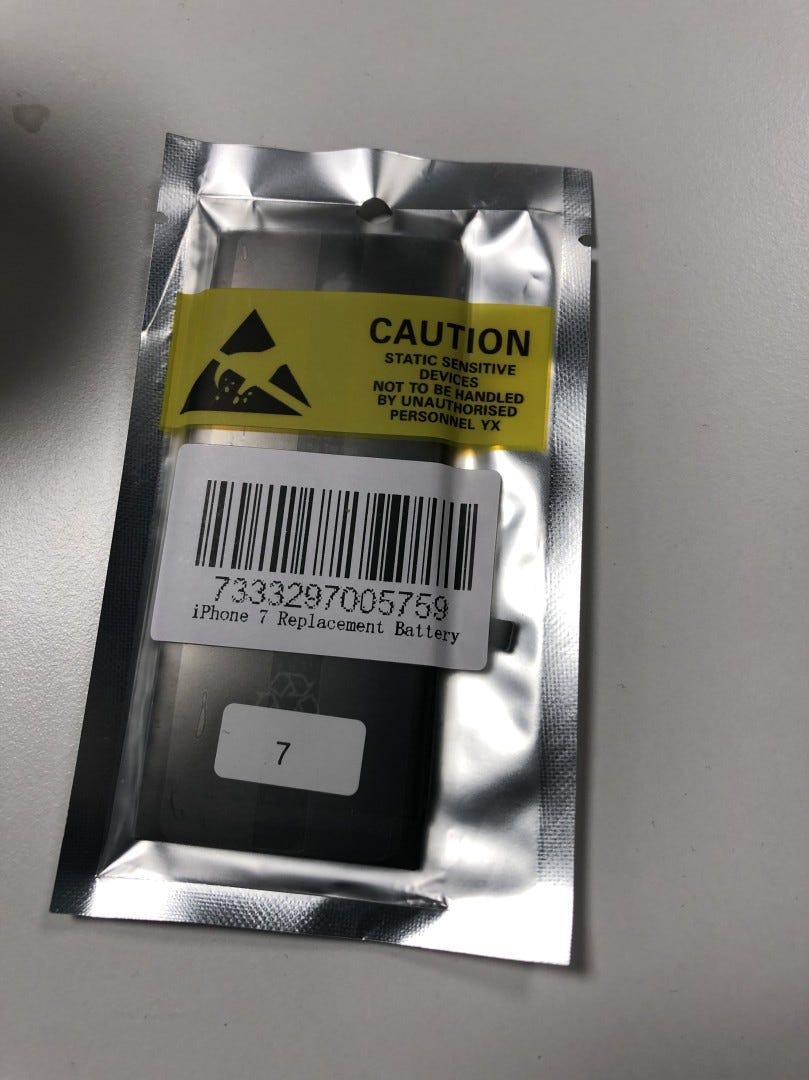 CAUTION
STATIC SENSITIVE
DEVICES
NOT TO BE HANDLED
BY UNAUTHORISED
PERSONNEL YX
7333297005759
iPhone 7 Replacement Battery
7